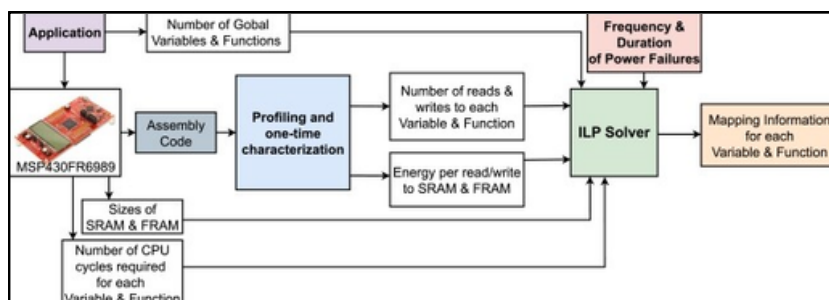 Application
Number of Gobal
Variables & Functions
Frequency &
Duration
of Power Failures
MSP430FR6989
Assembly
Code
Profiling and
one-time
characterization
Number of reads &
writes to each
Variable & Function
Energy per read/write
to SRAM & FRAM
ILP Solver
Mapping Information
for each
Variable & Function
Sizes of
SRAM & FRAM
Number of CPU
cycles required
for each
Variable & Function